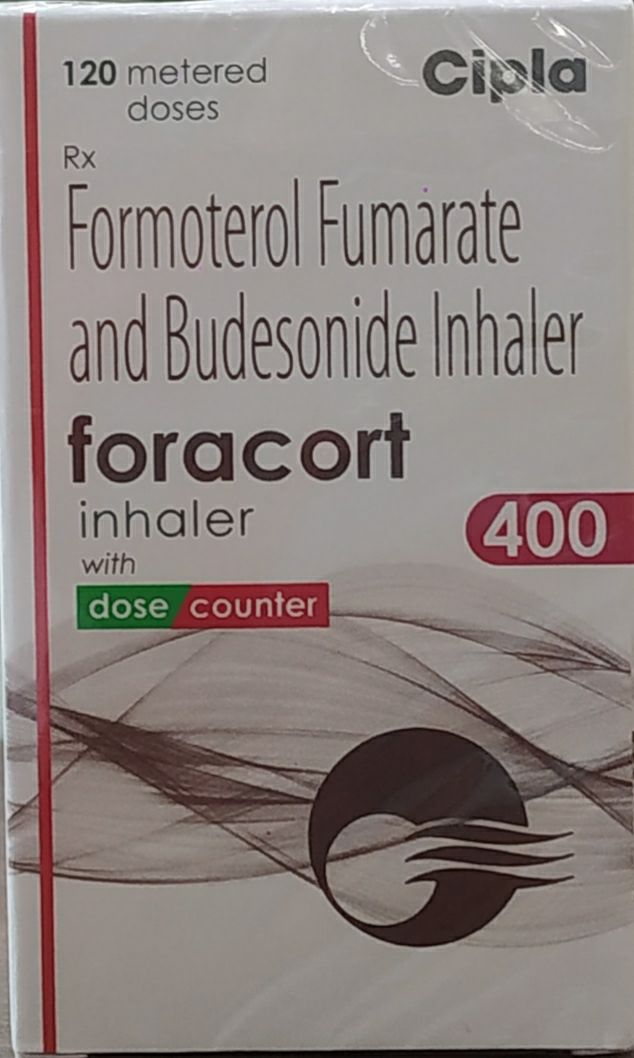 120 metered
doses
Cipla
Rx
Formoterol Fumarate
and Budesonide Inhaler
foracort
inhaler
400
with
dose counter